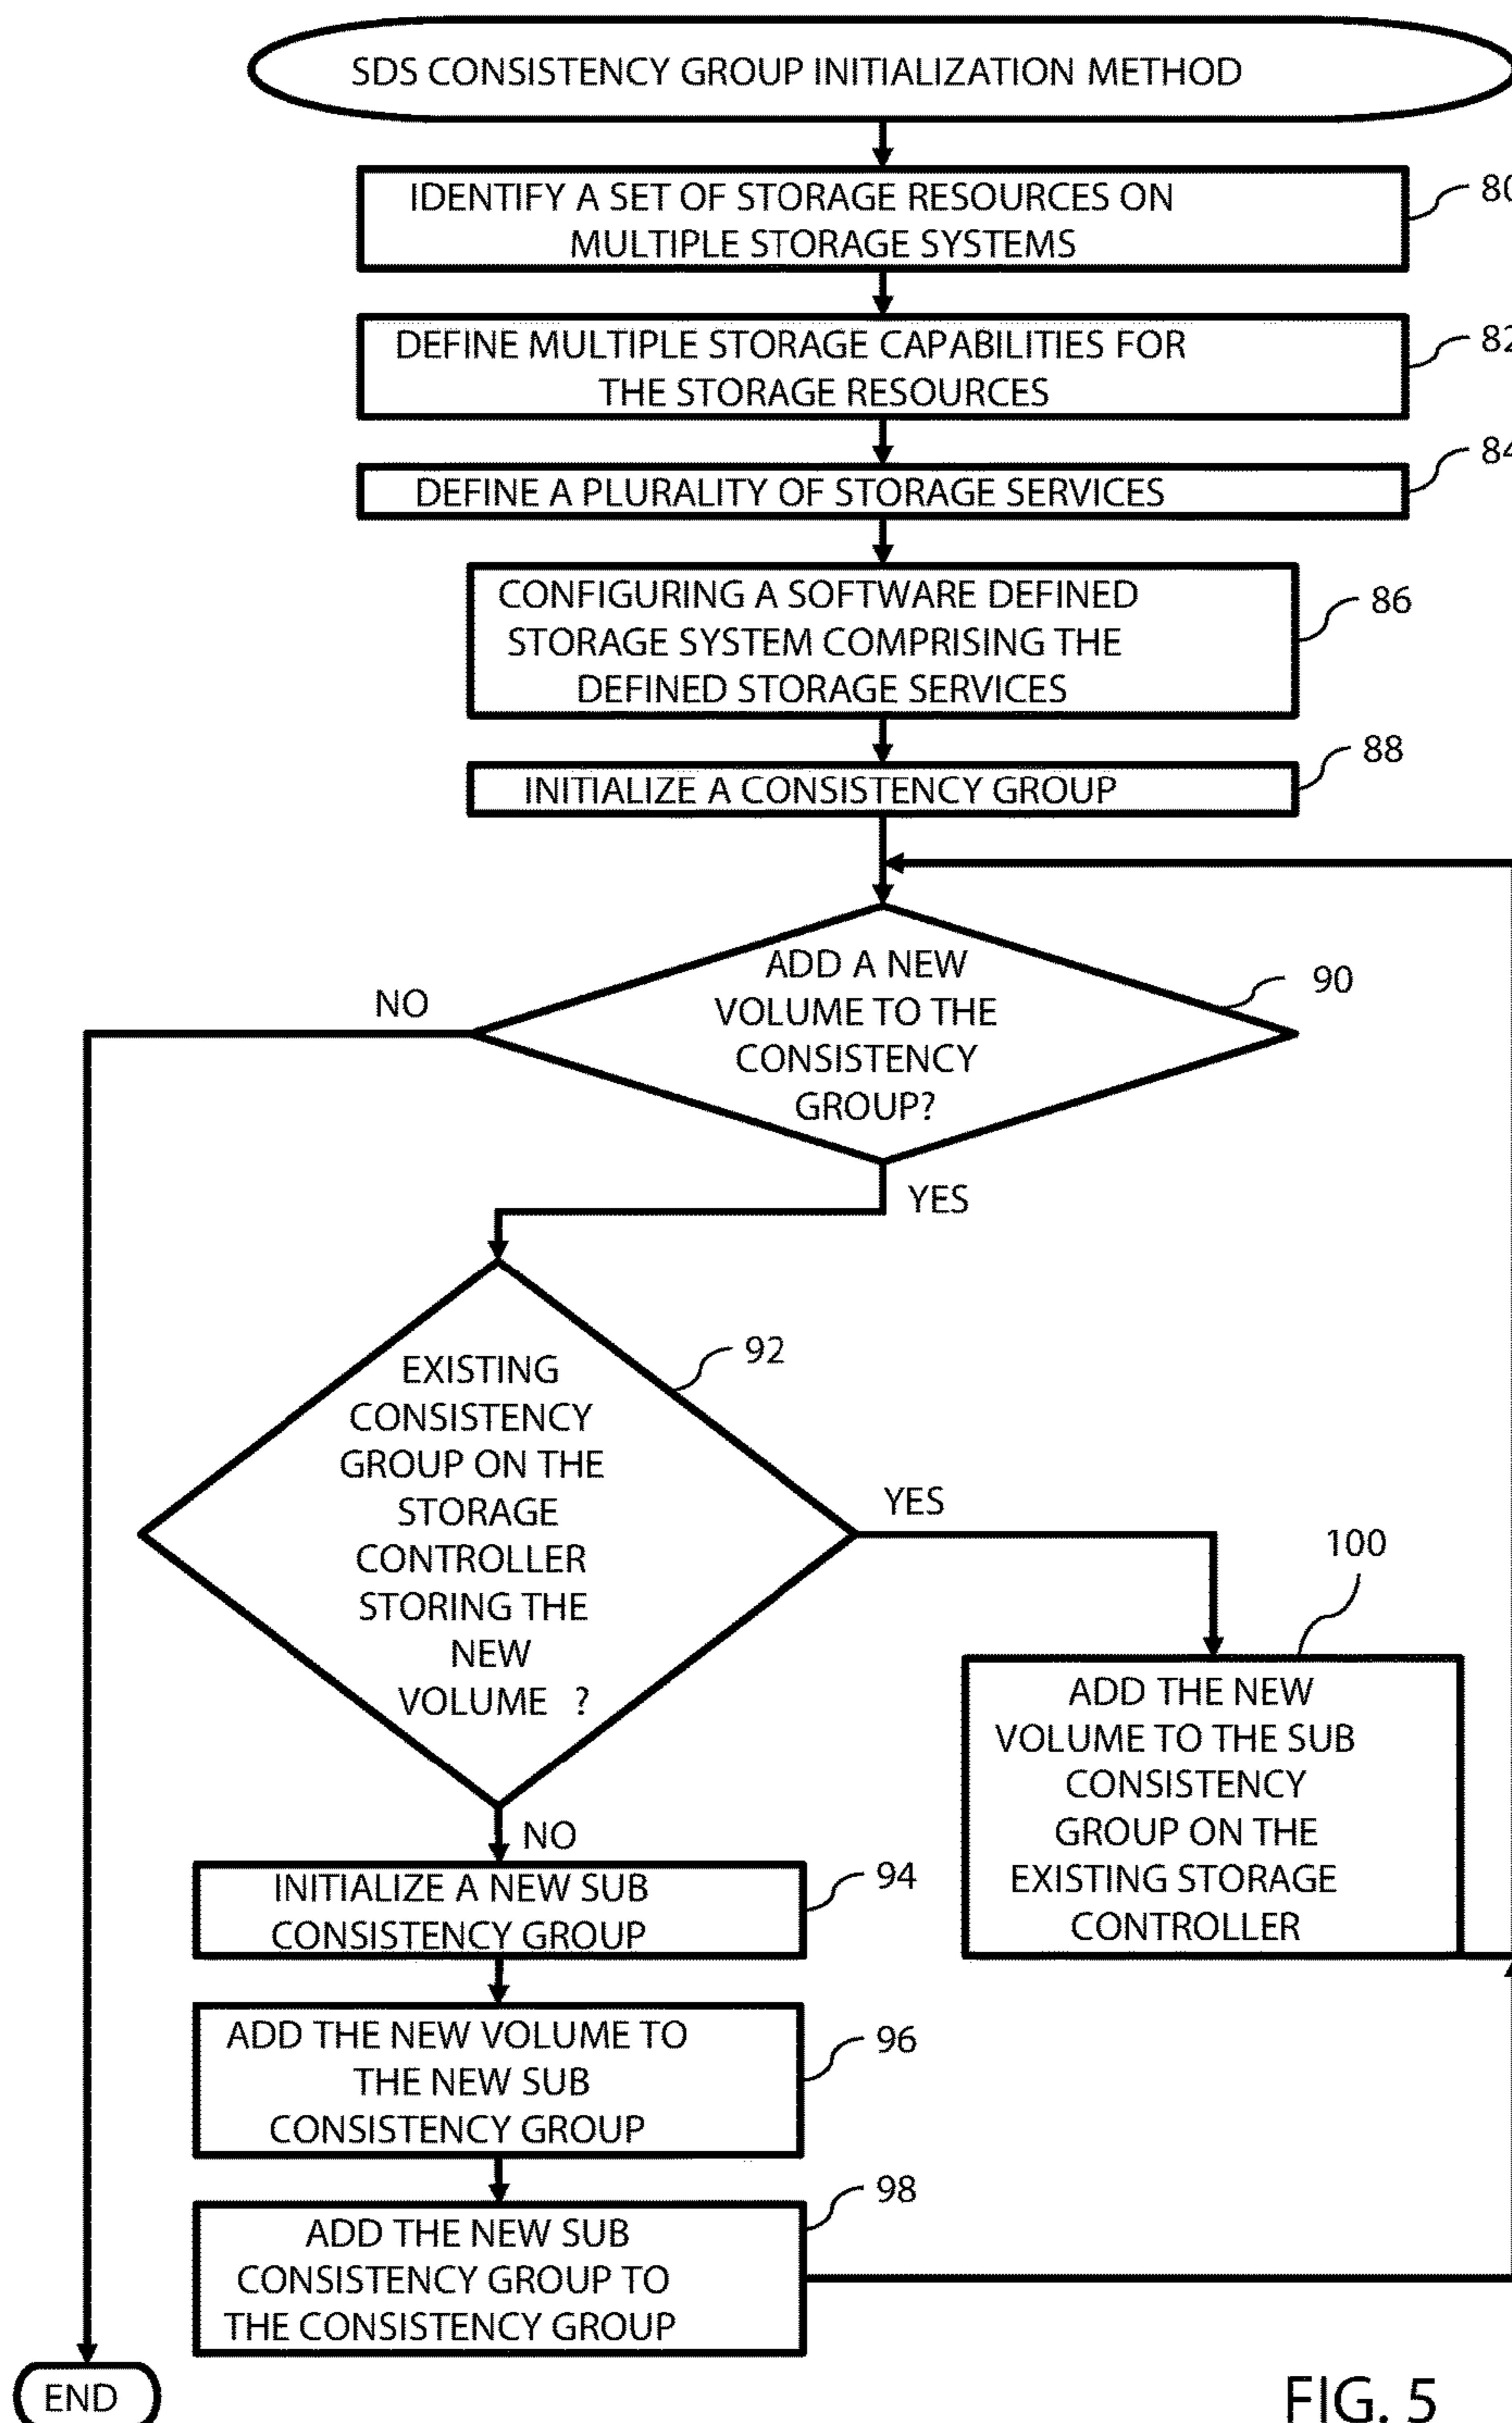 SDS CONSISTENCY GROUP INITIALIZATION METHOD
IDENTIFY A SET OF STORAGE RESOURCES ON
MULTIPLE STORAGE SYSTEMS
80
DEFINE MULTIPLE STORAGE CAPABILITIES FOR
THE STORAGE RESOURCES
82
DEFINE A PLURALITY OF STORAGE SERVICES
84
CONFIGURING A SOFTWARE DEFINED
STORAGE SYSTEM COMPRISING THE
DEFINED STORAGE SERVICES
86
INITIALIZE A CONSISTENCY GROUP
88
ADD A NEW
VOLUME TO THE
CONSISTENCY
GROUP?
90
NO
YES
EXISTING
CONSISTENCY
GROUP ON THE
STORAGE
CONTROLLER
STORING THE
NEW
VOLUME ?
92
YES
NO
100
ADD THE NEW
VOLUME TO THE SUB
CONSISTENCY
GROUP ON THE
EXISTING STORAGE
CONTROLLER
INITIALIZE A NEW SUB
CONSISTENCY GROUP
94
ADD THE NEW VOLUME TO
THE NEW SUB
CONSISTENCY GROUP
96
ADD THE NEW SUB
CONSISTENCY GROUP TO
THE CONSISTENCY GROUP
98
END
FIG. 5